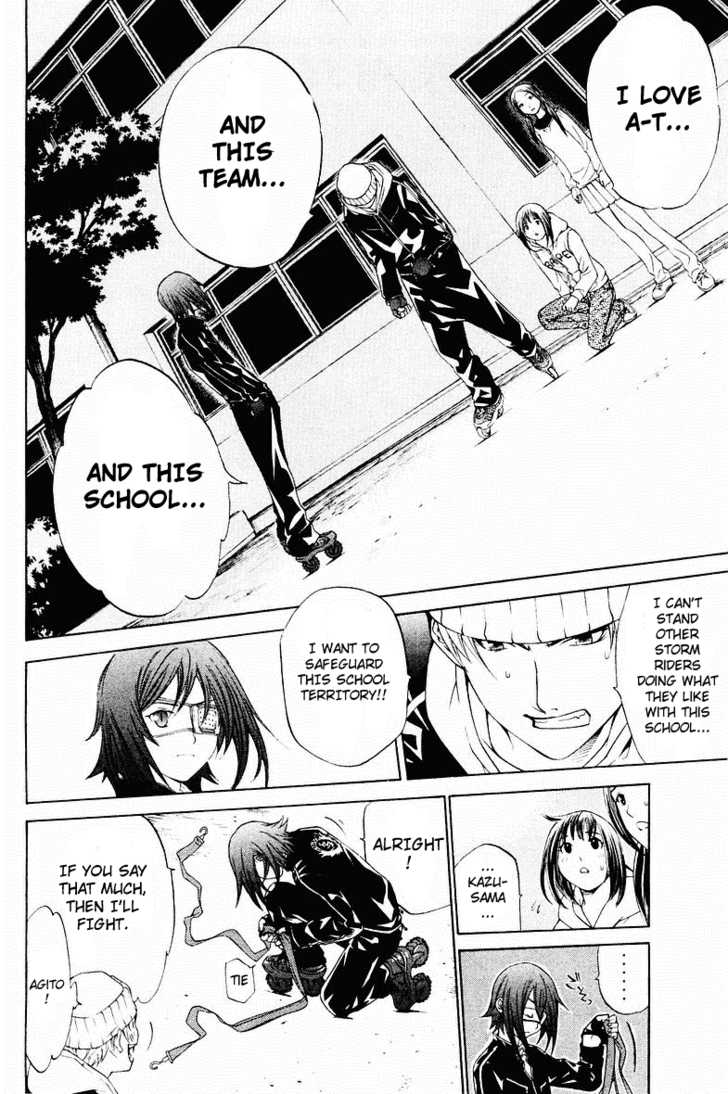 I LOVE
A-T...
AND
THIS
TEAM...
AND THIS
SCHOOL...
I CAN'T
STAND
OTHER
STORM
RIDERS
DOING WHAT
THEY LIKE
WITH THIS
SCHOOL...
I WANT TO
SAFEGUARD
THIS SCHOOL
TERRITORY!!
...
KAZU-
SAMA
...
......
ALRIGHT
!
TIE
IF YOU SAY
THAT MUCH,
THEN I'LL
FIGHT.
AGITO
!